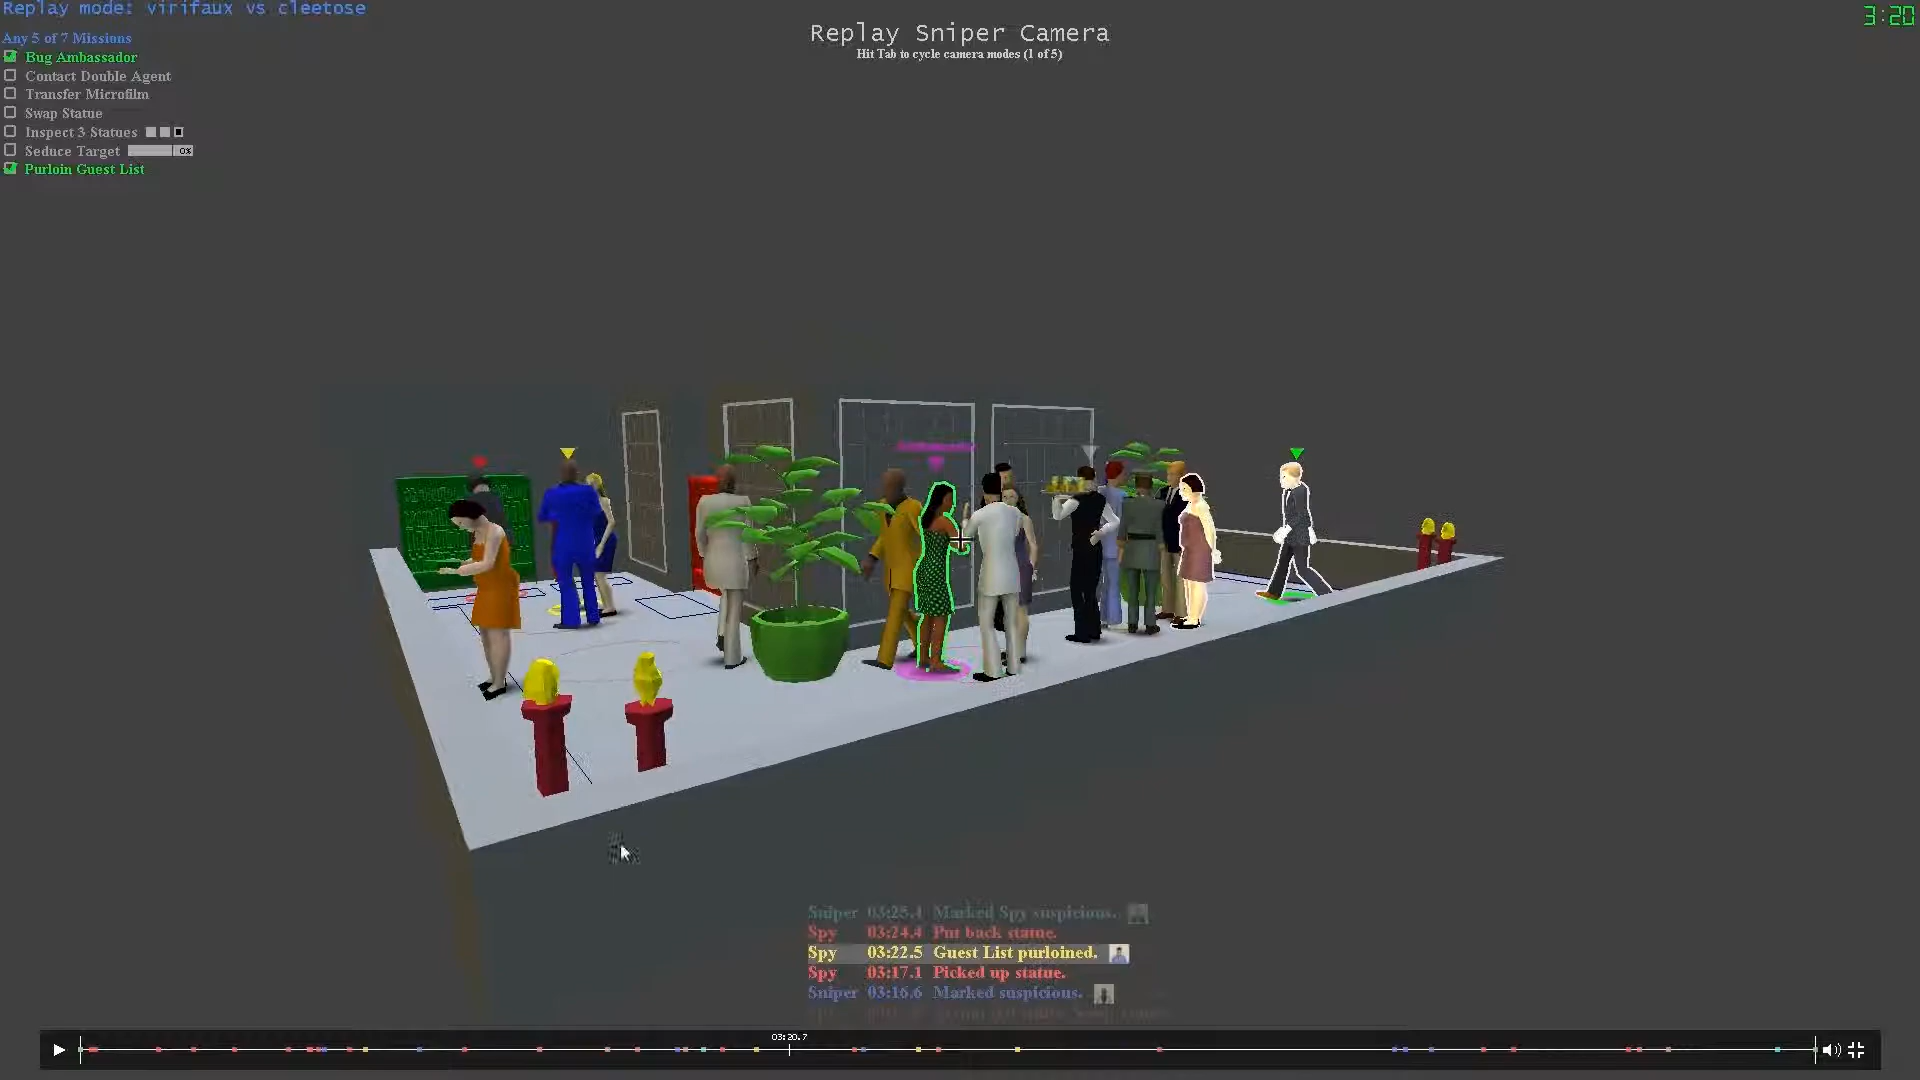 Replay mode: virifaux vs cleetose
3:20
Replay Sniper Camera
Hit Tab to cycle camera modes (1 of 5)
Any 5 of 7 Missions
Bug Ambassador
Contact Double Agent
Transfer Microfilm
Swap Statue
Inspect 3 Statues
Seduce Target 0%
Purloin Guest List
Sniper 03:25.4 Marked Spy suspicious.
Spy 03:24.4 Put back statue.
Spy 03:22.5 Guest List purloined.
Spy 03:17.1 Picked up statue.
Sniper 03:16.6 Marked suspicious.
03:20.7